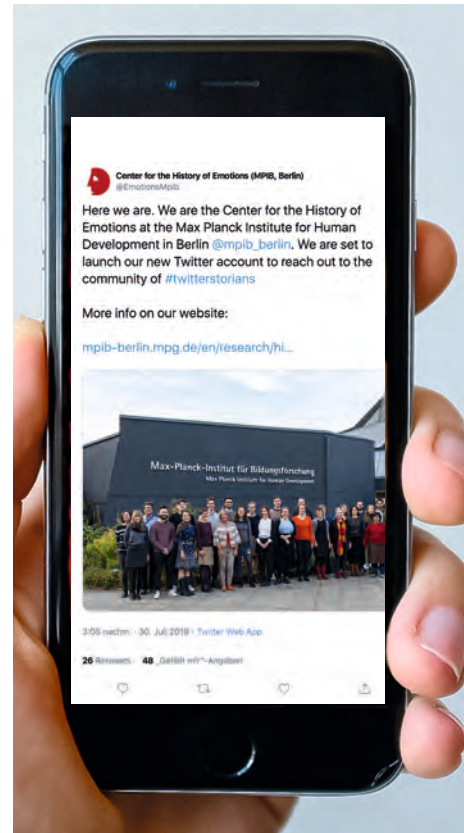 Center for the History of Emotions (MPIB, Berlin)
@EmotionsMpib
Here we are. We are the Center for the History of
Emotions at the Max Planck Institute for Human
Development in Berlin @mpib_berlin. We are set to
launch our new Twitter account to reach out to the
community of #twitterstorians
More info on our website:
mpib-berlin.mpg.de/en/research/hi...
Max-Planck-Institut für Bildungsforschung
Max Planck Institute for Human Development
3:05 nachm. · 30. Juli 2019 · Twitter Web App
26 Retweets 48 „Gefällt mir“-Angaben